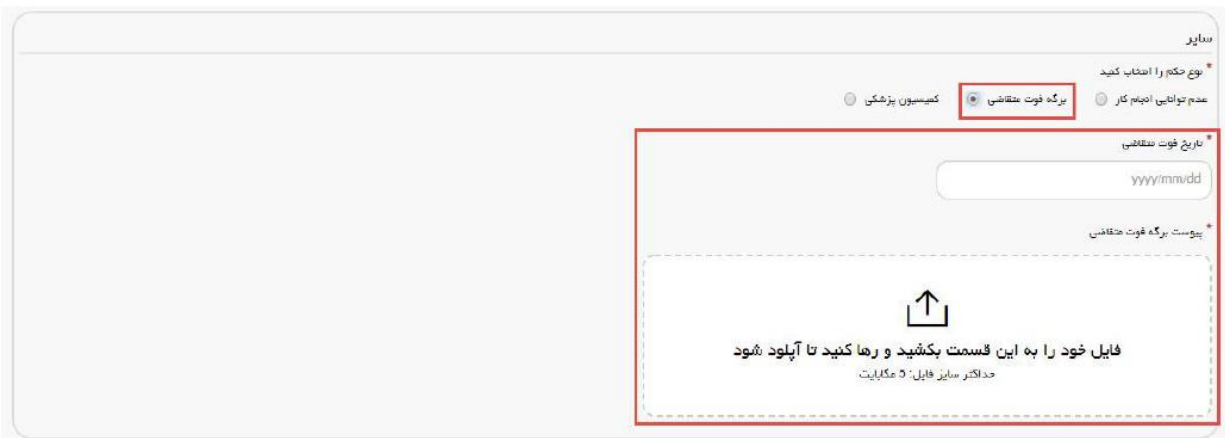 سایر
* نوع حکم را انتخاب کنید
عدم توانایی انجام کار برگه فوت متقاضی کمیسیون پزشکی
* تاریخ فوت متقاضی
yyyy/mm/dd
* پیوست برگه فوت متقاضی
فایل خود را به این قسمت بکشید و رها کنید تا آپلود شود
حداکثر سایز فایل: 5 مگابایت